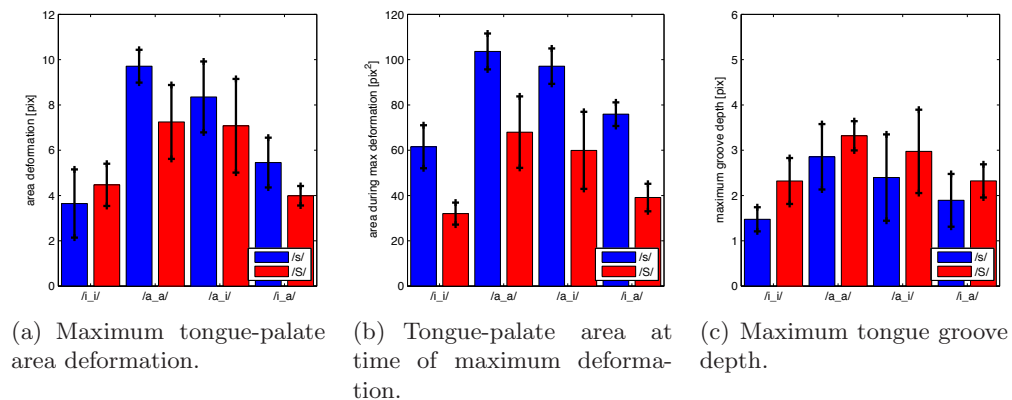 12
10
8
6
4
2
0
area deformation [pix]
/i_i/ /a_a/ /a_i/ /i_a/
/s/
/S/
120
100
80
60
40
20
0
area during max deformation [pix²]
/i_i/ /a_a/ /a_i/ /i_a/
/s/
/S/
6
5
4
3
2
1
0
maximum groove depth [pix]
/i_i/ /a_a/ /a_i/ /i_a/
/s/
/S/
(a) Maximum tongue-palate
area deformation.
(b) Tongue-palate area at
time of maximum deforma-
tion.
(c) Maximum tongue groove
depth.